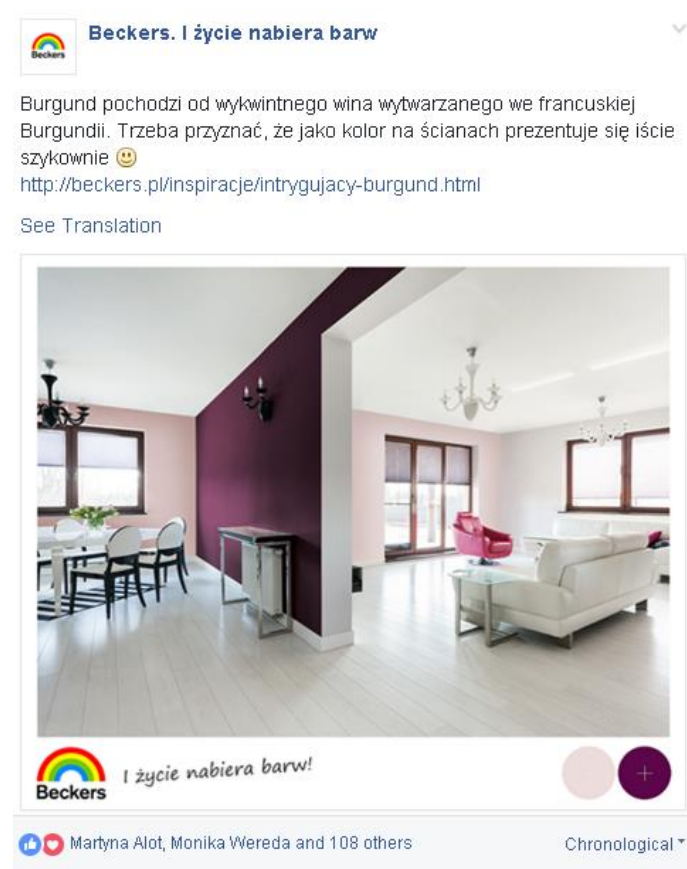 Beckers
Beckers. I życie nabiera barw
Burgund pochodzi od wykwintnego wina wytwarzanego we francuskiej
Burgundii. Trzeba przyznać, że jako kolor na ścianach prezentuje się iście
szykownie 🙂
http://beckers.pl/inspiracje/intrygujacy-burgund.html
See Translation
Beckers
I życie nabiera barw!
+
Martyna Alot, Monika Wereda and 108 others
Chronological